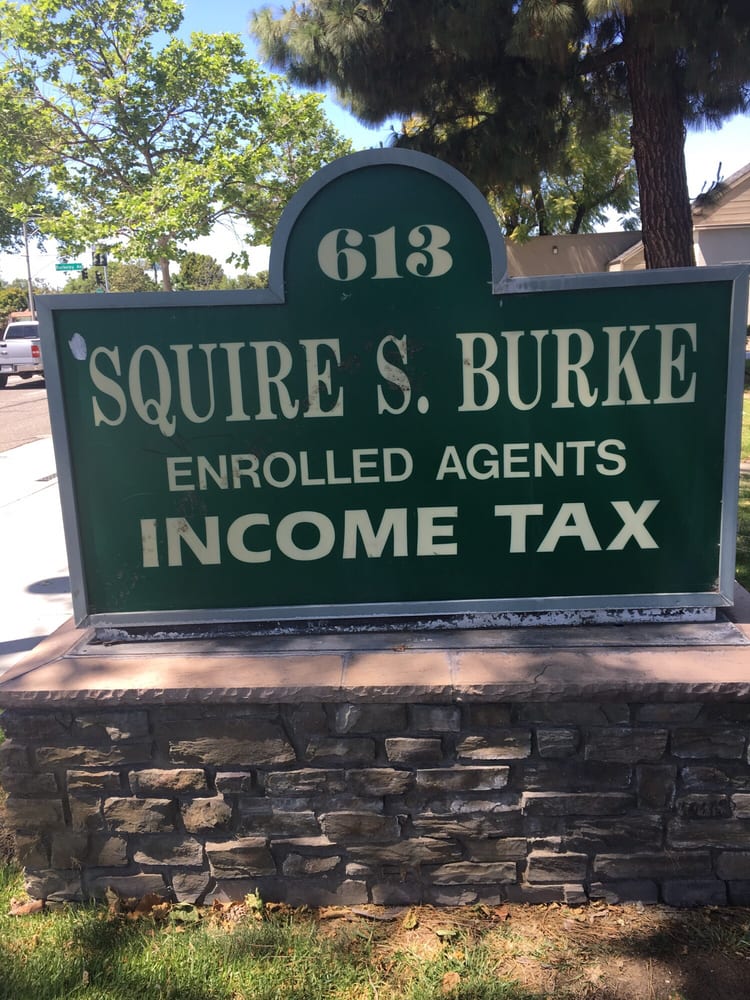 613
SQUIRE S. BURKE
ENROLLED AGENTS
INCOME TAX